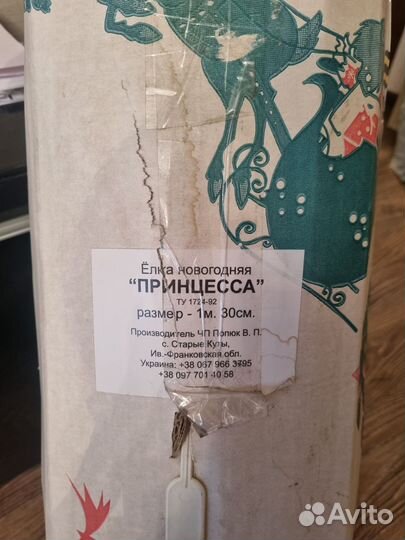 Ёлка новогодняя
“ПРИНЦЕССА”
ТУ 1724-92
размер - 1м. 30см.
Производитель ЧП Попюк В. П.
с. Старые Куты,
Ив.-Франковская обл.
Украина: +38 067 966 3795
+38 097 701 40 58
Avito